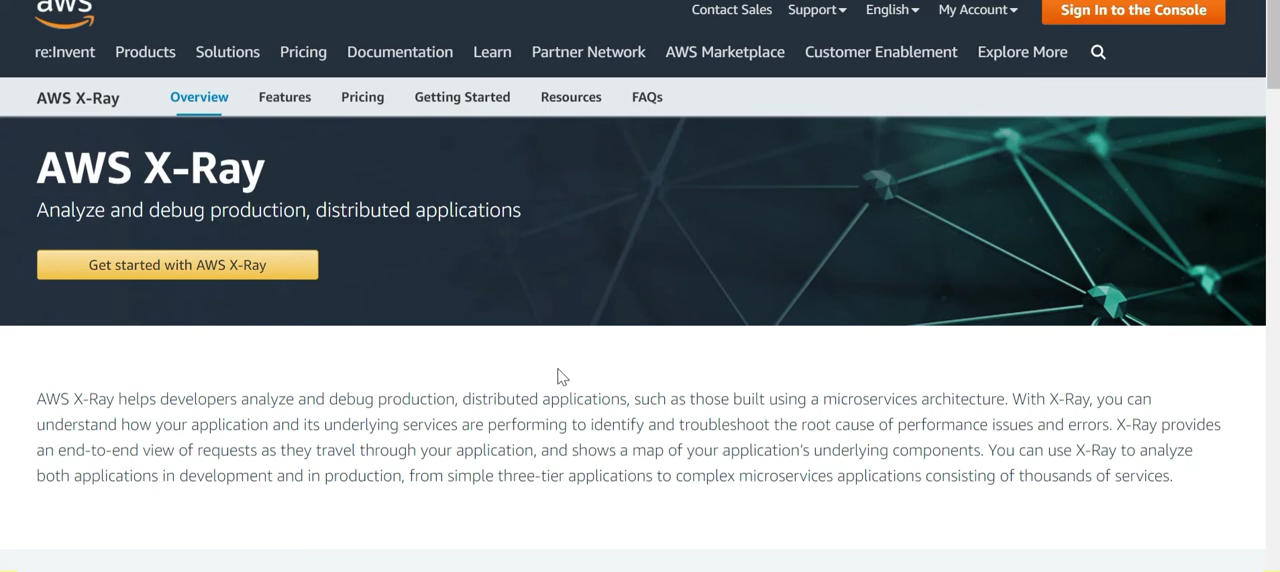 aws
Contact Sales Support English My Account Sign In to the Console
re:Invent Products Solutions Pricing Documentation Learn Partner Network AWS Marketplace Customer Enablement Explore More
AWS X-Ray Overview Features Pricing Getting Started Resources FAQs
AWS X-Ray
Analyze and debug production, distributed applications
Get started with AWS X-Ray
AWS X-Ray helps developers analyze and debug production, distributed applications, such as those built using a microservices architecture. With X-Ray, you can
understand how your application and its underlying services are performing to identify and troubleshoot the root cause of performance issues and errors. X-Ray provides
an end-to-end view of requests as they travel through your application, and shows a map of your application's underlying components. You can use X-Ray to analyze
both applications in development and in production, from simple three-tier applications to complex microservices applications consisting of thousands of services.